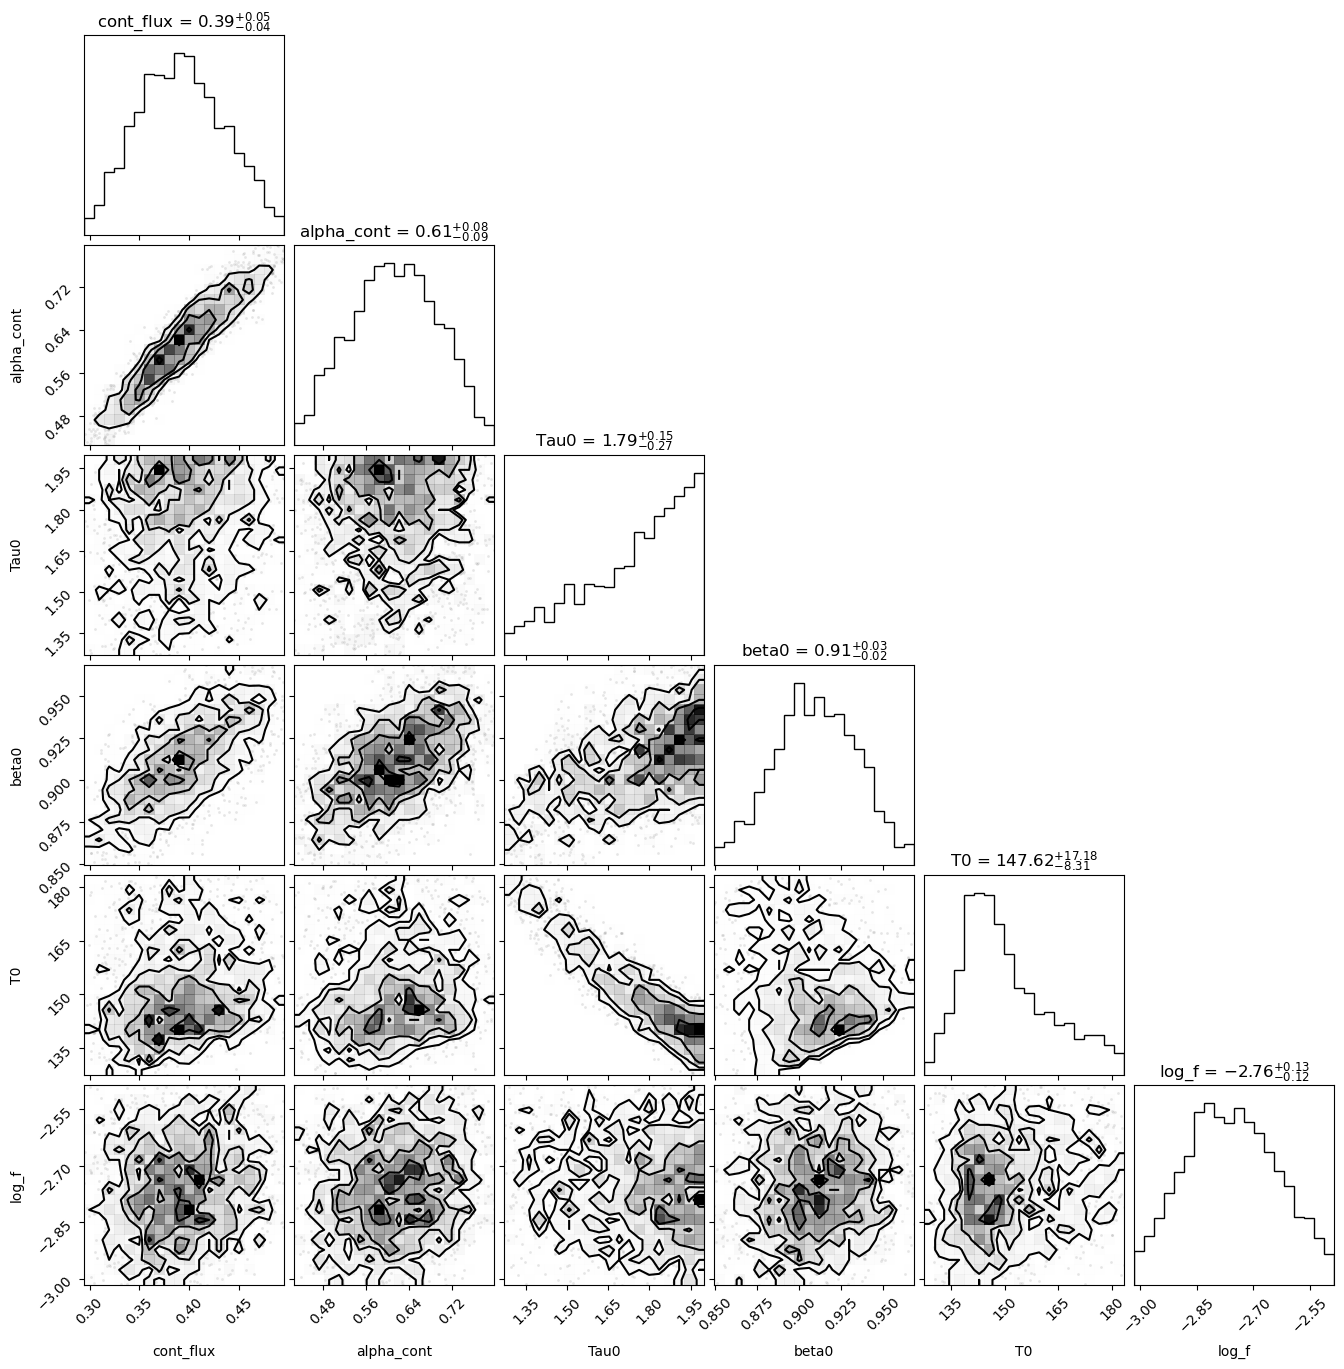 cont_flux = 0.39+0.05−0.04
alpha_cont = 0.61+0.08−0.09
alpha_cont
0.72
0.64
0.56
0.48
Tau0 = 1.79+0.15−0.27
Tau0
1.95
1.80
1.65
1.50
1.35
beta0 = 0.91+0.03−0.02
beta0
0.950
0.925
0.900
0.875
0.850
T0 = 147.62+17.18−8.31
T0
180
165
150
135
log_f = −2.76+0.13−0.12
log_f
−2.55
−2.70
−2.85
−3.00
0.30 0.35 0.40 0.45
0.48 0.56 0.64 0.72
1.35 1.50 1.65 1.80 1.95
0.850 0.875 0.900 0.925 0.950
135 150 165 180
−3.00 −2.85 −2.70 −2.55
cont_flux alpha_cont Tau0 beta0 T0 log_f